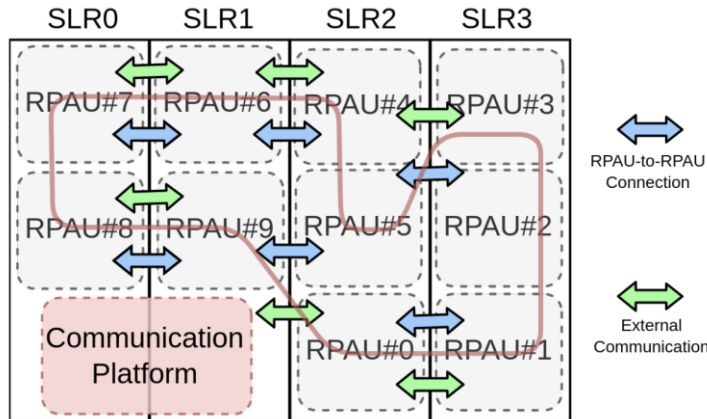 SLR0 SLR1 SLR2 SLR3
RPAU#7 RPAU#6 RPAU#4 RPAU#3
RPAU-to-RPAU
Connection
RPAU#8 RPAU#9 RPAU#5 RPAU#2
External
Communication
Communication
Platform
RPAU#0 RPAU#1